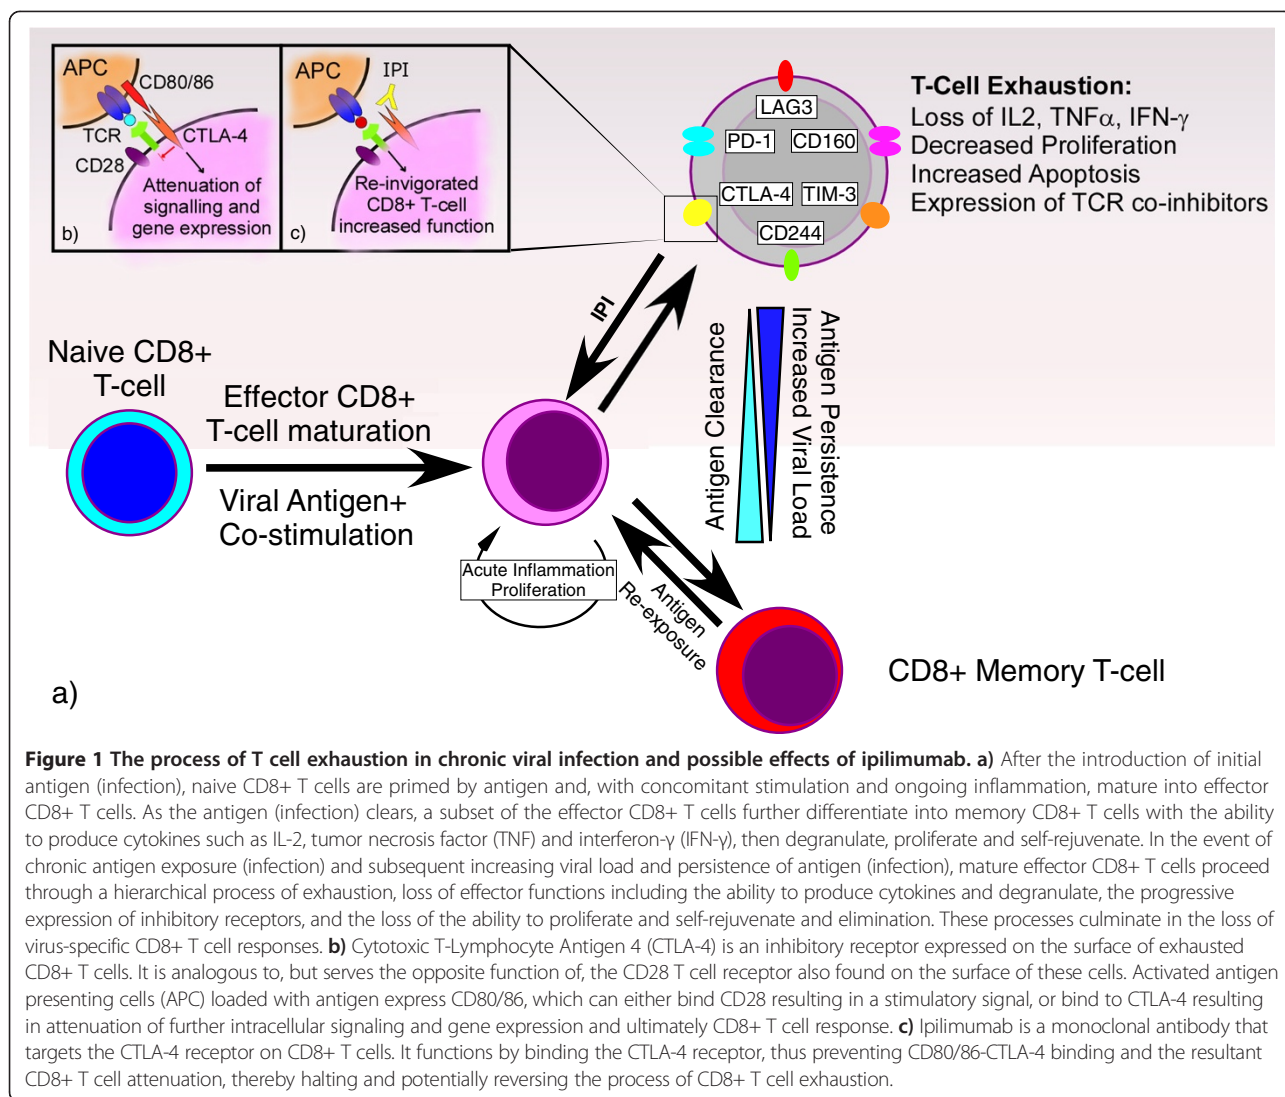 APC
CD80/86
TCR
CTLA-4
CD28
Attenuation of
signalling and
gene expression
b)
APC
IPI
Re-invigorated
CD8+ T-cell
increased function
c)
LAG3
PD-1
CD160
CTLA-4
TIM-3
CD244
T-Cell Exhaustion:
Loss of IL2, TNFα, IFN-γ
Decreased Proliferation
Increased Apoptosis
Expression of TCR co-inhibitors
IPI
Naive CD8+
T-cell
Effector CD8+
T-cell maturation
Viral Antigen+
Co-stimulation
Acute Inflammation
Proliferation
Antigen Clearance
Antigen Persistence
Increased Viral Load
Antigen
Re-exposure
CD8+ Memory T-cell
a)
Figure 1 The process of T cell exhaustion in chronic viral infection and possible effects of ipilimumab. a) After the introduction of initial
antigen (infection), naive CD8+ T cells are primed by antigen and, with concomitant stimulation and ongoing inflammation, mature into effector
CD8+ T cells. As the antigen (infection) clears, a subset of the effector CD8+ T cells further differentiate into memory CD8+ T cells with the ability
to produce cytokines such as IL-2, tumor necrosis factor (TNF) and interferon-γ (IFN-γ), then degranulate, proliferate and self-rejuvenate. In the event of
chronic antigen exposure (infection) and subsequent increasing viral load and persistence of antigen (infection), mature effector CD8+ T cells proceed
through a hierarchical process of exhaustion, loss of effector functions including the ability to produce cytokines and degranulate, the progressive
expression of inhibitory receptors, and the loss of the ability to proliferate and self-rejuvenate and elimination. These processes culminate in the loss of
virus-specific CD8+ T cell responses. b) Cytotoxic T-Lymphocyte Antigen 4 (CTLA-4) is an inhibitory receptor expressed on the surface of exhausted
CD8+ T cells. It is analogous to, but serves the opposite function of, the CD28 T cell receptor also found on the surface of these cells. Activated antigen
presenting cells (APC) loaded with antigen express CD80/86, which can either bind CD28 resulting in a stimulatory signal, or bind to CTLA-4 resulting
in attenuation of further intracellular signaling and gene expression and ultimately CD8+ T cell response. c) Ipilimumab is a monoclonal antibody that
targets the CTLA-4 receptor on CD8+ T cells. It functions by binding the CTLA-4 receptor, thus preventing CD80/86-CTLA-4 binding and the resultant
CD8+ T cell attenuation, thereby halting and potentially reversing the process of CD8+ T cell exhaustion.